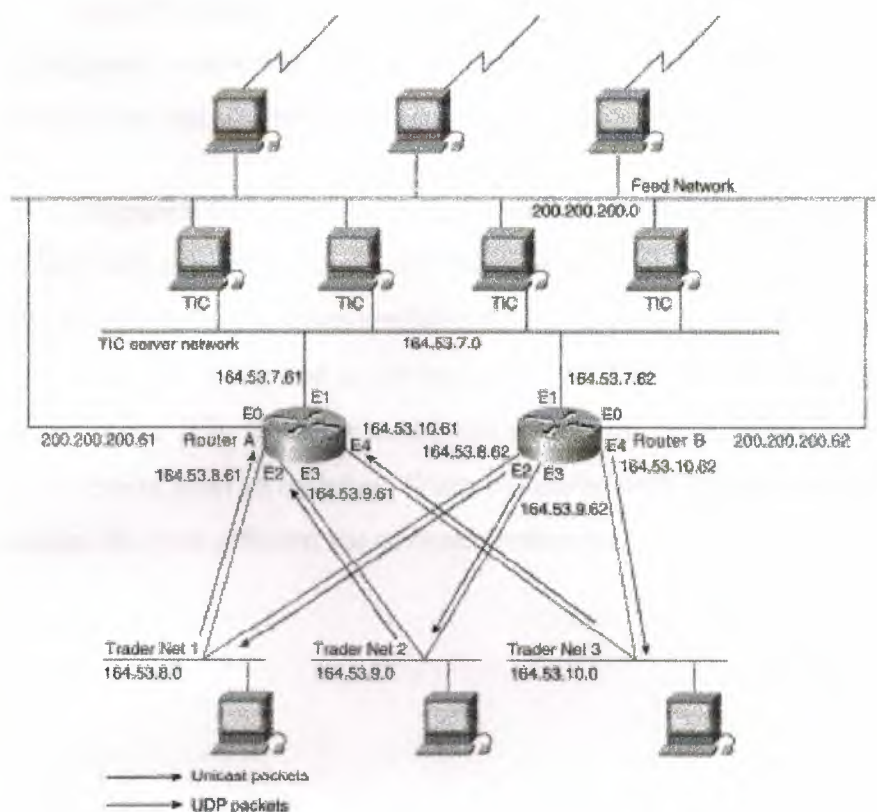 Feed Network
200.200.200.0
TIC TIC TIC TIC
TIC server network
164.53.7.0
164.53.7.61
164.53.7.62
E1
E1
E0
E0
164.53.10.61
200.200.200.61
Router A
E4
164.53.8.62
E4
Router B
200.200.200.62
164.53.8.61
E2
E3
E2
E3
164.53.10.62
164.53.9.61
164.53.9.62
Trader Net 1
Trader Net 2
Trader Net 3
164.53.8.0
164.53.9.0
164.53.10.0
Unicast packets
UDP packets